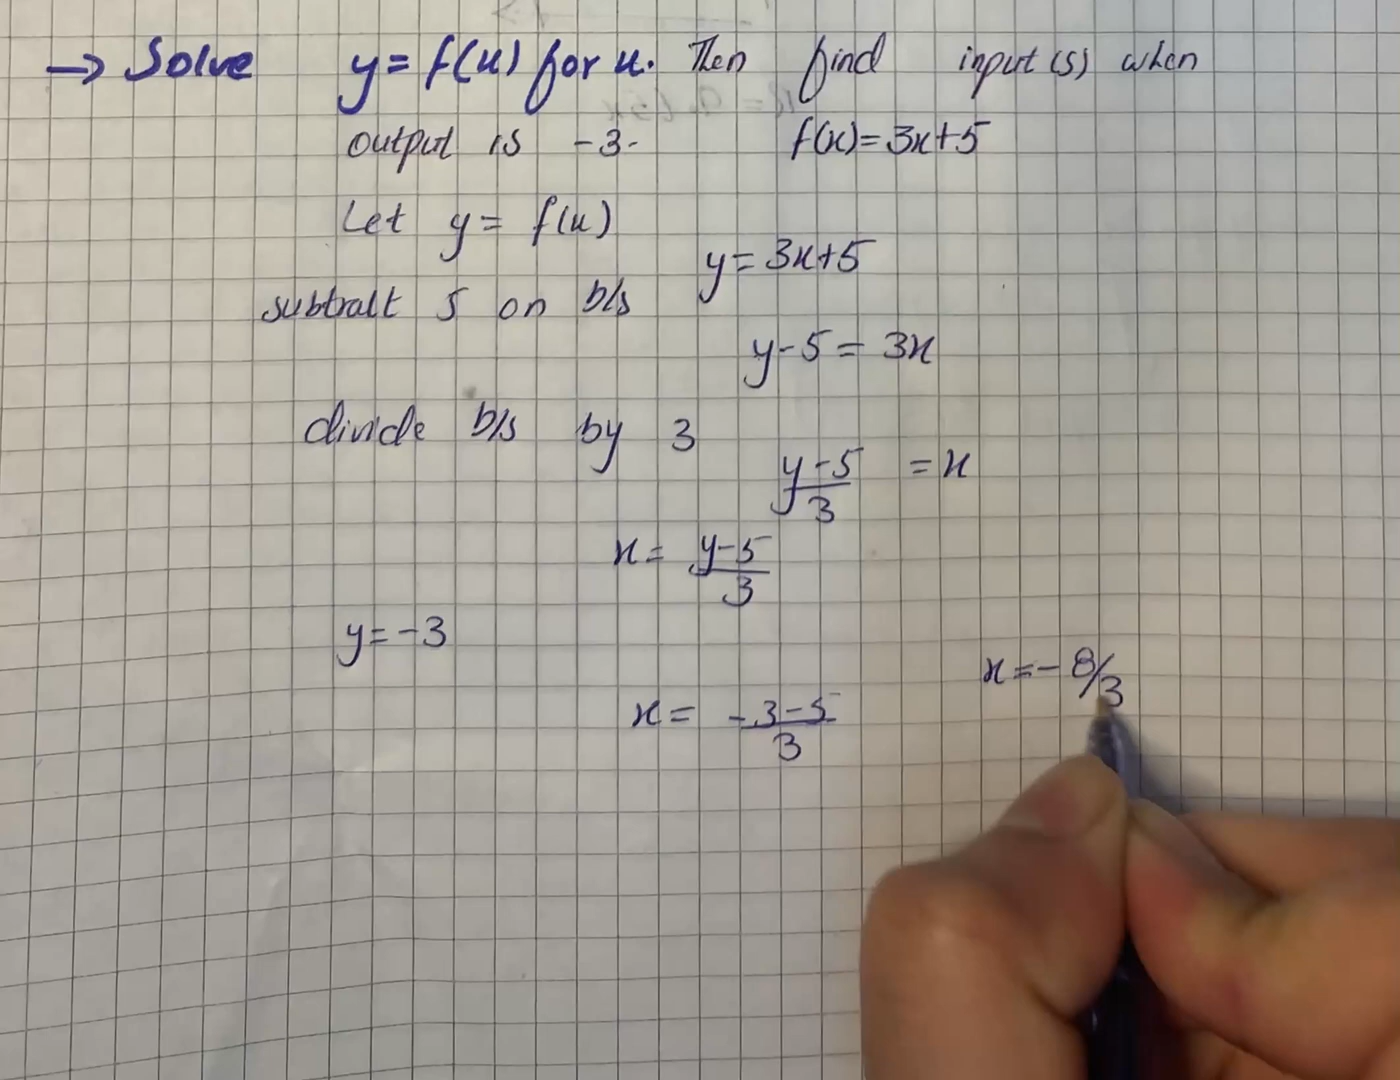 → Solve y = f(x) for x. Then find input(s) when
output is -3. f(x) = 3x+5
Let y = f(x)
y = 3x+5
subtralt 5 on b/s
y-5 = 3x
divide b/s by 3
y-5/3 = x
x = y-5/3
y = -3
x = -8/3
x = -3-5/3